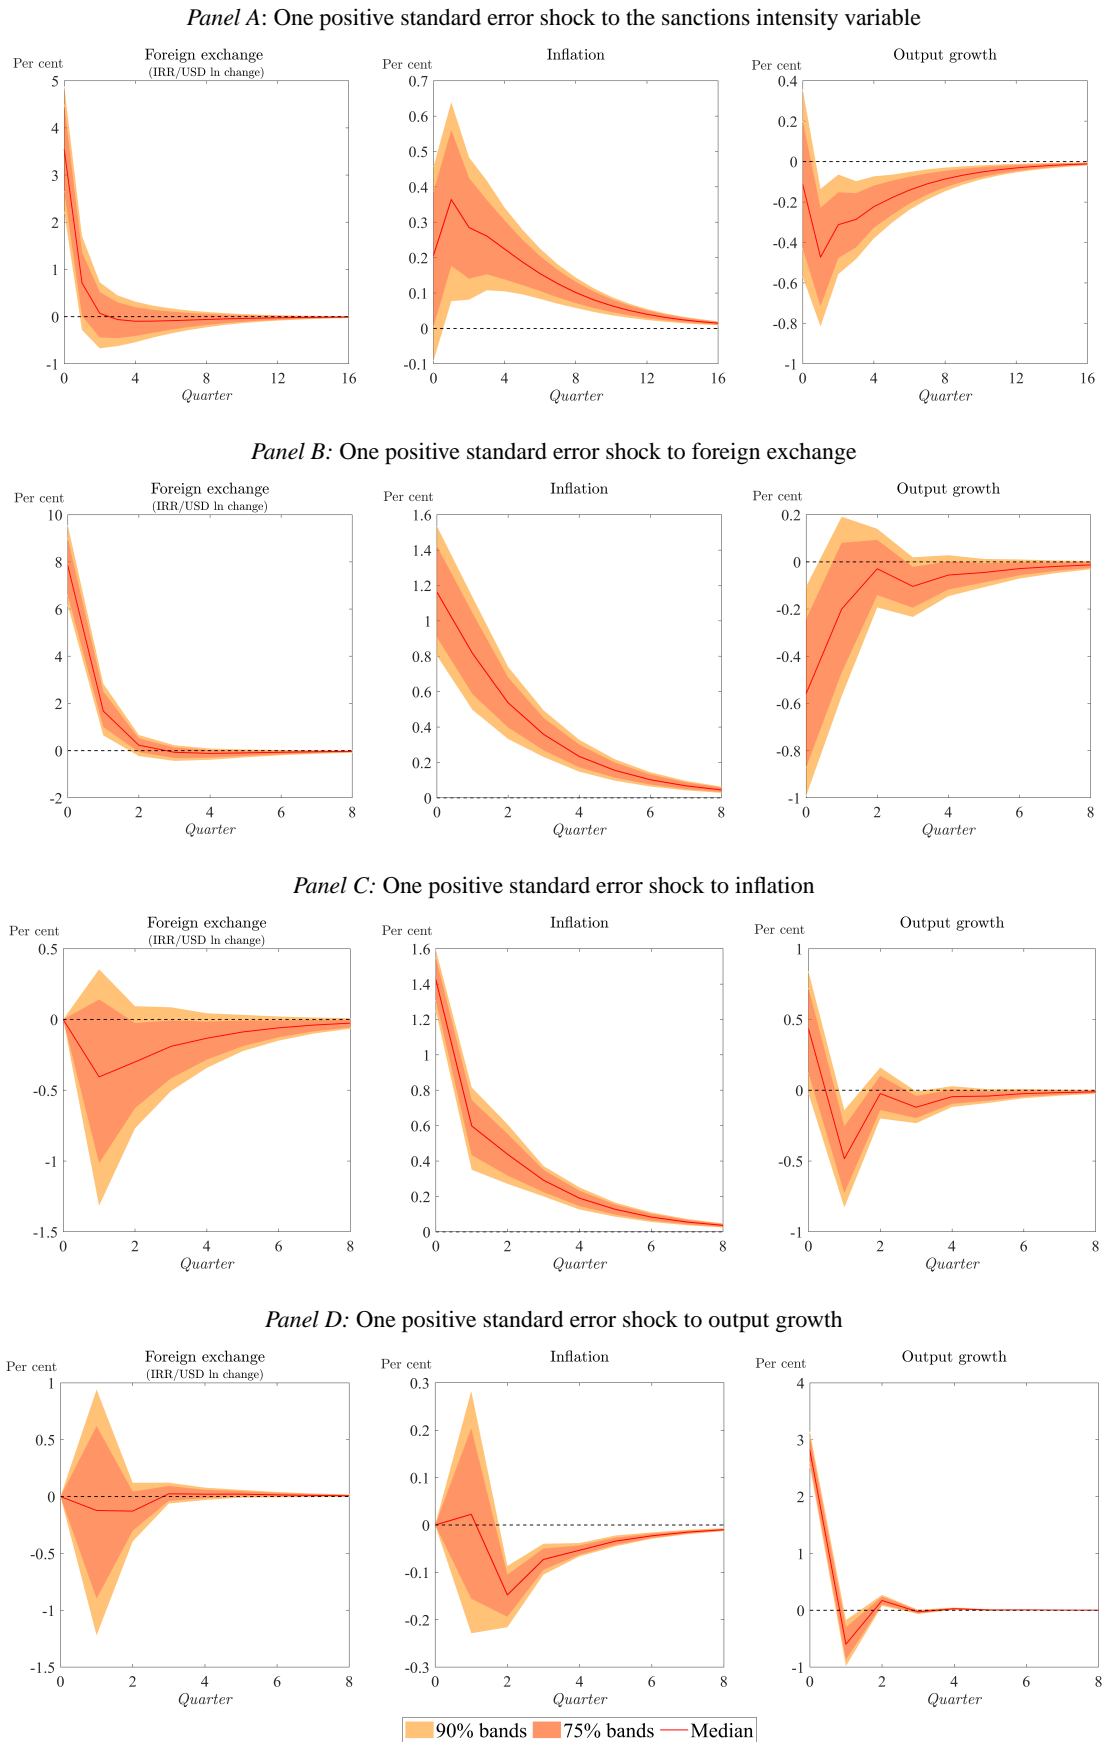 Panel A: One positive standard error shock to the sanctions intensity variable
Foreign exchange
(IRR/USD ln change)
Per cent
5
4
3
2
1
0
-1
0 4 8 12 16
Quarter
Inflation
Per cent
0.7
0.6
0.5
0.4
0.3
0.2
0.1
0
-0.1
0 4 8 12 16
Quarter
Output growth
Per cent
0.4
0.2
0
-0.2
-0.4
-0.6
-0.8
-1
0 4 8 12 16
Quarter
Panel B: One positive standard error shock to foreign exchange
Foreign exchange
(IRR/USD ln change)
Per cent
10
8
6
4
2
0
-2
0 2 4 6 8
Quarter
Inflation
Per cent
1.6
1.4
1.2
1
0.8
0.6
0.4
0.2
0
0 2 4 6 8
Quarter
Output growth
Per cent
0.2
0
-0.2
-0.4
-0.6
-0.8
-1
0 2 4 6 8
Quarter
Panel C: One positive standard error shock to inflation
Foreign exchange
(IRR/USD ln change)
Per cent
0.5
0
-0.5
-1
-1.5
0 2 4 6 8
Quarter
Inflation
Per cent
1.6
1.4
1.2
1
0.8
0.6
0.4
0.2
0
0 2 4 6 8
Quarter
Output growth
Per cent
1
0.5
0
-0.5
-1
0 2 4 6 8
Quarter
Panel D: One positive standard error shock to output growth
Foreign exchange
(IRR/USD ln change)
Per cent
1
0.5
0
-0.5
-1
-1.5
0 2 4 6 8
Quarter
Inflation
Per cent
0.3
0.2
0.1
0
-0.1
-0.2
-0.3
0 2 4 6 8
Quarter
Output growth
Per cent
4
3
2
1
0
-1
0 2 4 6 8
Quarter
90% bands 75% bands Median